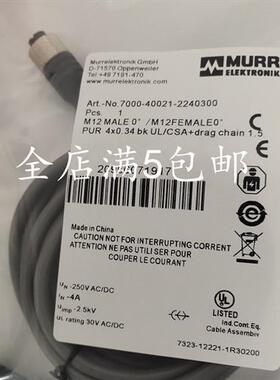 Murrelektronik GmbH
D-71570 Oppenweiler
Tel +49 7191-470
www.murrelektronik.com
MURR
ELEKTRONIK
Art.-No.7000-40021-2240300
Pcs. 1
M12 MALE 0° /M12FEMALE0°
PUR 4x0.34 bk UL/CSA+drag chain 1.5
全店满5包邮
Made in China
CAUTION NOT FOR INTERRUPTING CURRENT
ATTENTION NE PAS UTILISER POUR
COUPER LE COURANT
UN -250V AC/DC
IN -4A
Uimp -2.5kV
UL rating 30V AC/DC
UL
LISTED
Ind.Cont.Eq.
Cable Assembly
7323-12221-1R30200